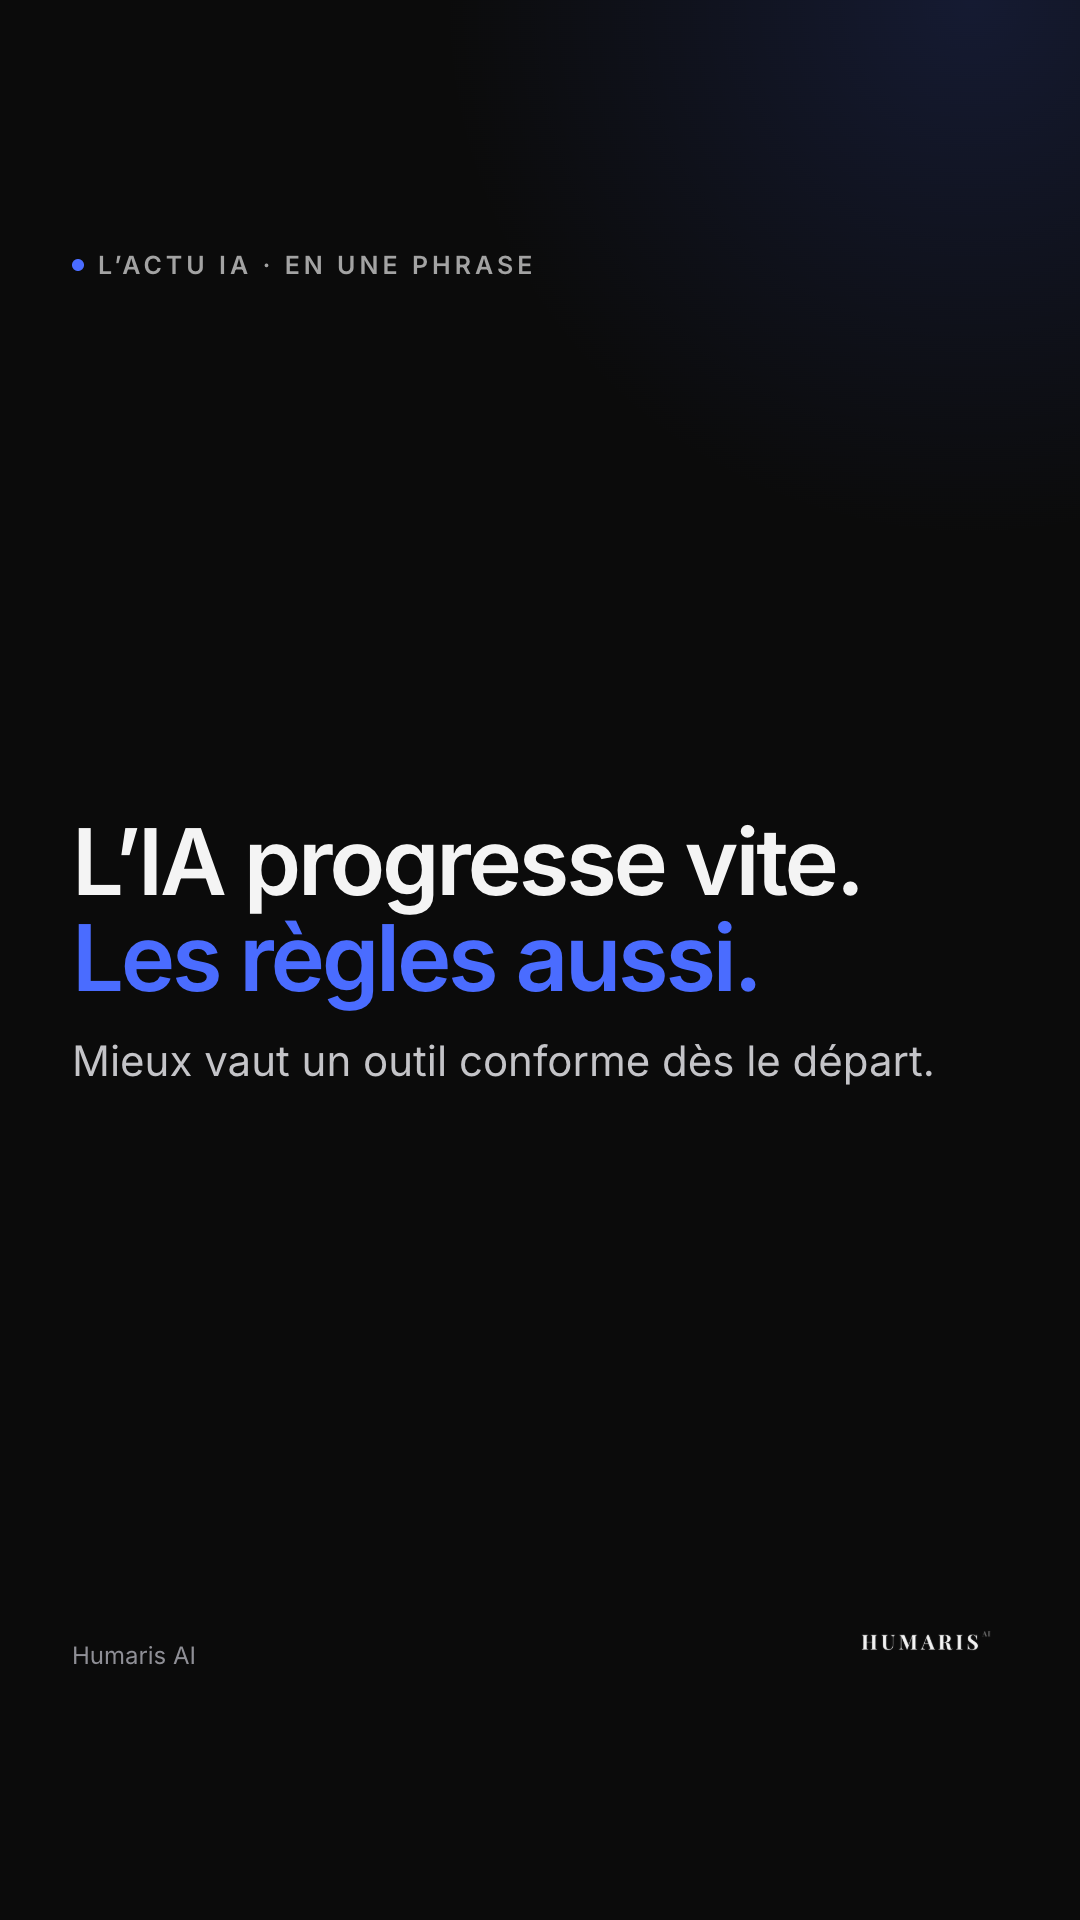 L’ACTU IA · EN UNE PHRASE
L’IA progresse vite.
Les règles aussi.
Mieux vaut un outil conforme dès le départ.
Humaris AI
HUMARIS AI